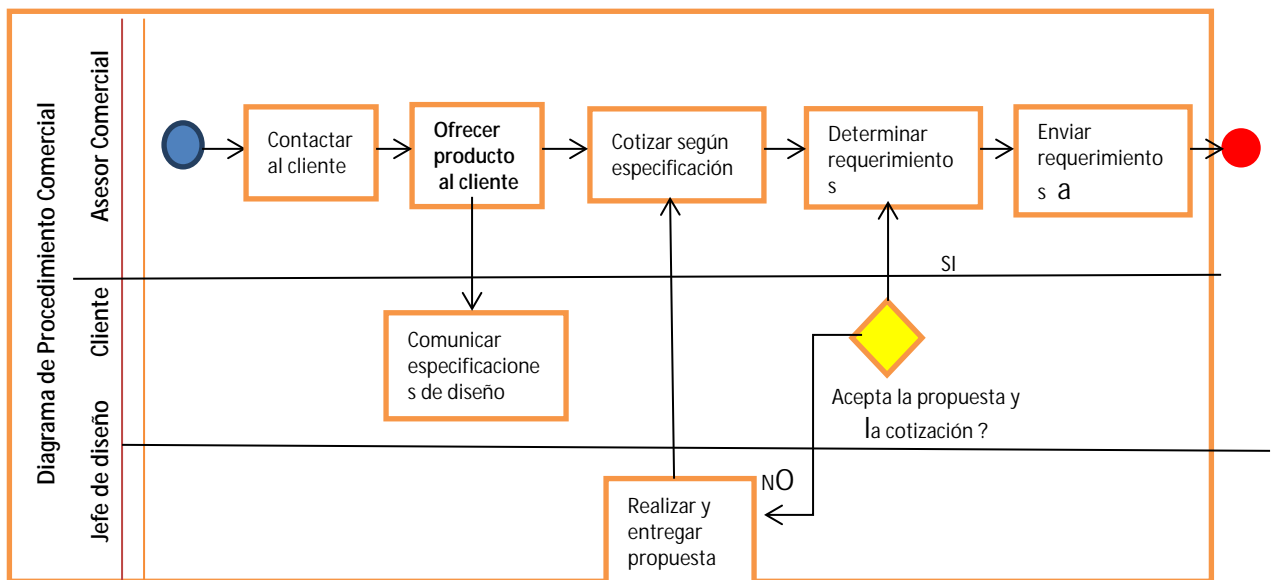 Diagrama de Procedimiento Comercial
Asesor Comercial
Contactar
al cliente
Ofrecer
producto
al cliente
Cotizar según
especificación
Determinar
requerimiento
s
Enviar
requerimiento
s a
SI
Cliente
Comunicar
especificacione
s de diseño
Acepta la propuesta y
la cotización ?
Jefe de diseño
NO
Realizar y
entregar
propuesta